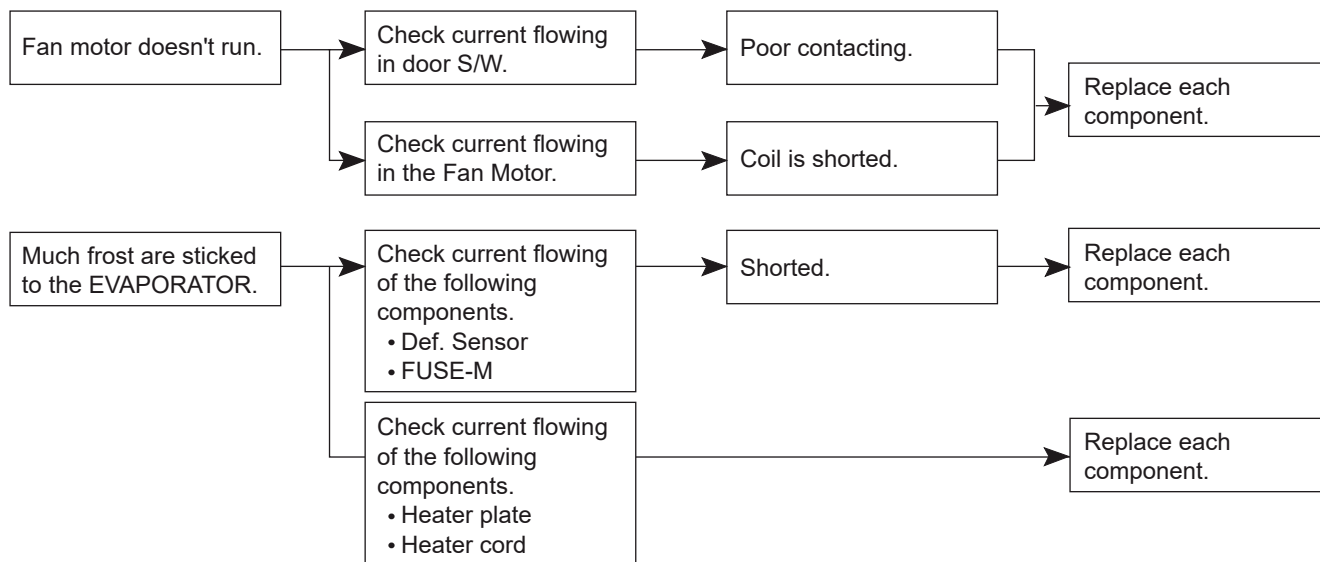 Fan motor doesn't run.
Check current flowing
in door S/W.
Poor contacting.
Replace each
component.
Check current flowing
in the Fan Motor.
Coil is shorted.
Much frost are sticked
to the EVAPORATOR.
Check current flowing
of the following
components.
• Def. Sensor
• FUSE-M
Shorted.
Replace each
component.
Check current flowing
of the following
components.
• Heater plate
• Heater cord
Replace each
component.